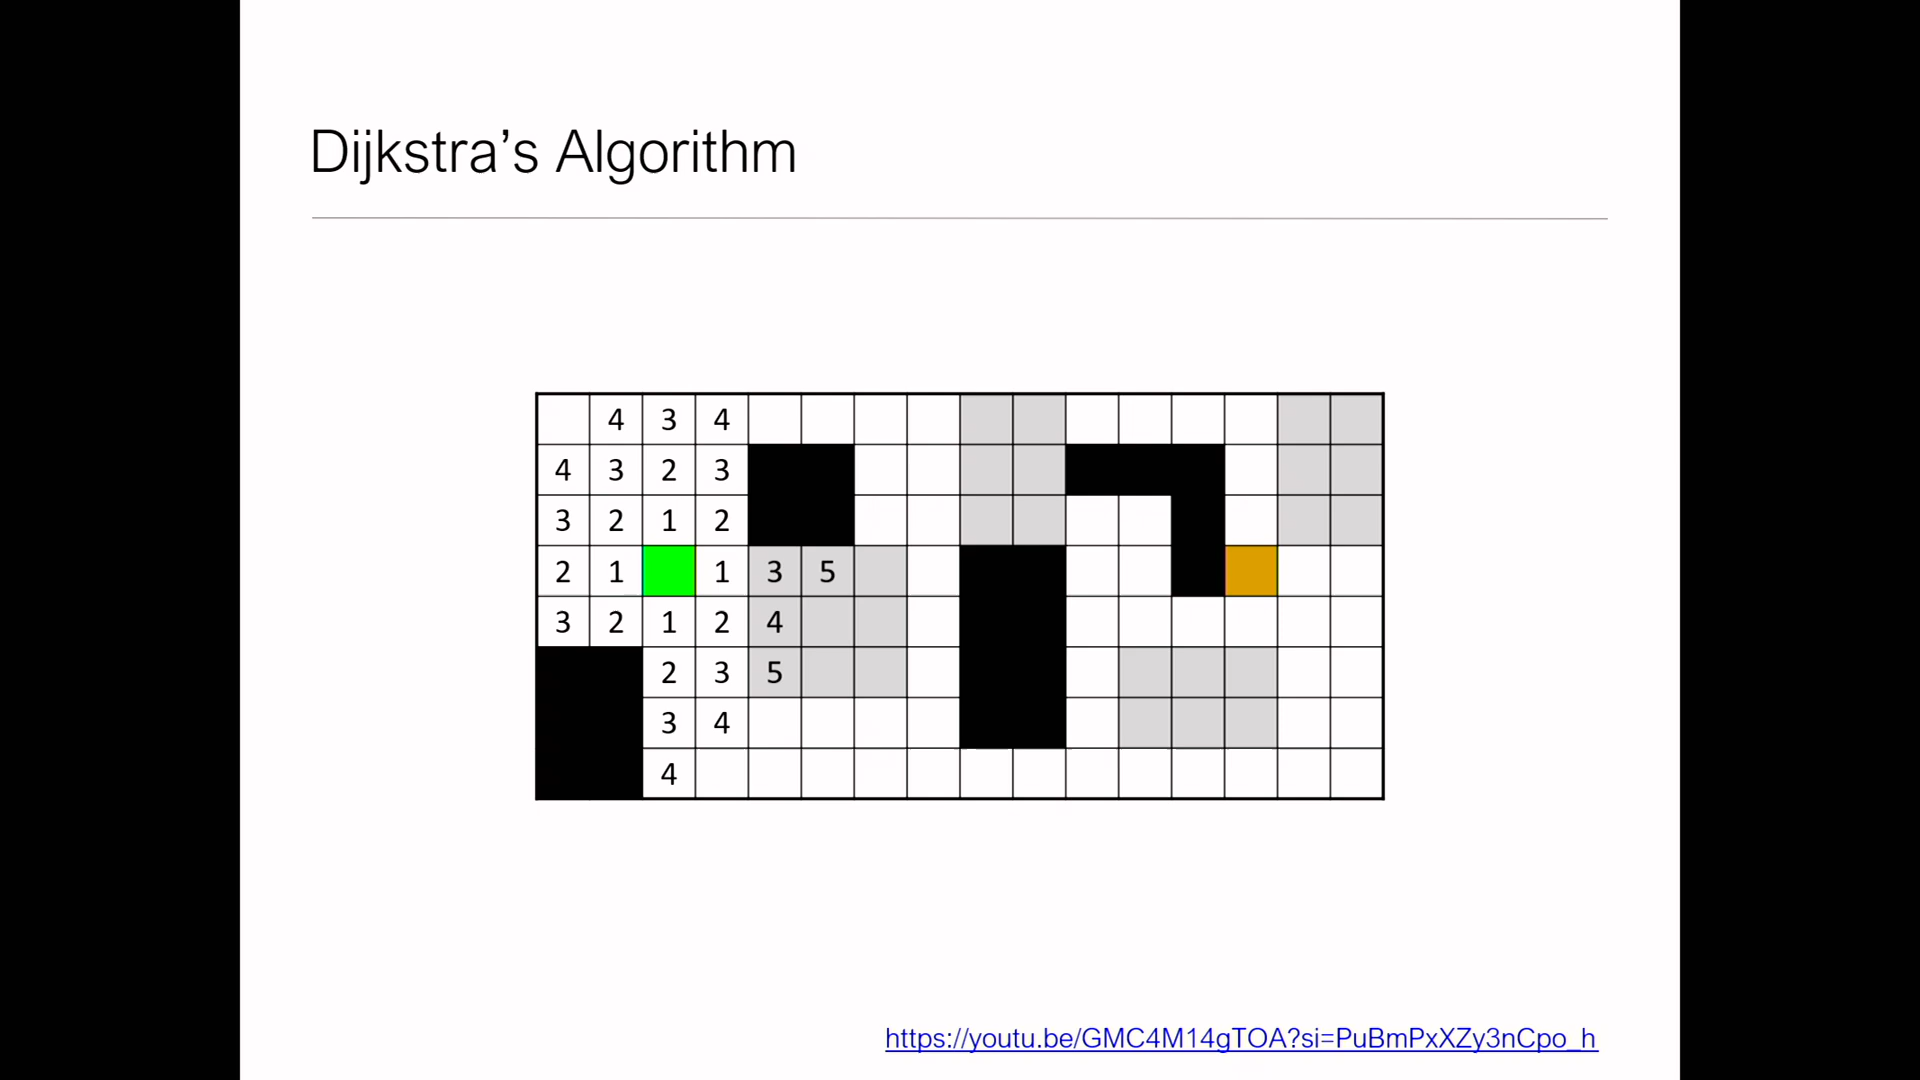 Dijkstra’s Algorithm
4 3 4
4 3 2 3
3 2 1 2
2 1 1 3 5
3 2 1 2 4
2 3 5
3 4
4
https://youtu.be/GMC4M14gTOA?si=PuBmPxXZy3nCpo_h